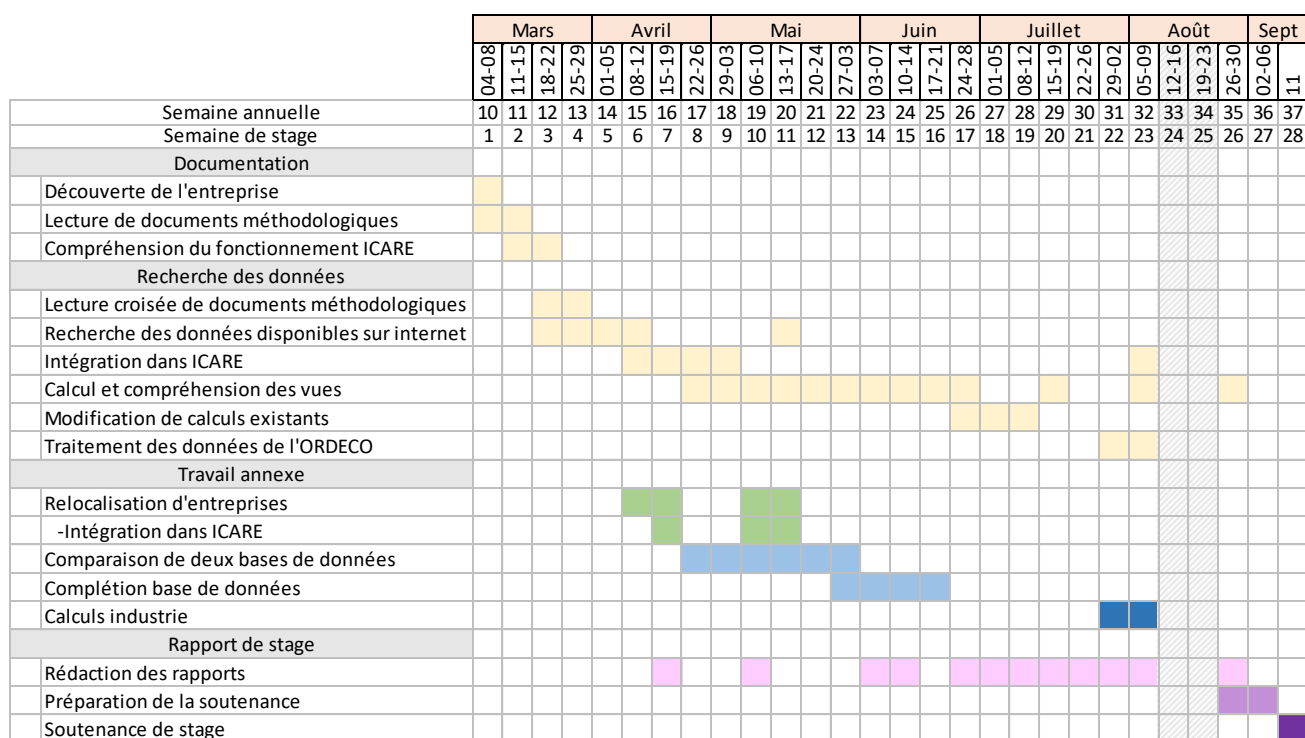 Mars Avril Mai Juin Juillet Août Sept
04-08 11-15 18-22 25-29 01-05 08-12 15-19 22-26 29-03 06-10 13-17 20-24 27-03 03-07 10-14 17-21 24-28 01-05 08-12 15-19 22-26 29-02 05-09 12-16 19-23 26-30 02-06 11
Semaine annuelle 10 11 12 13 14 15 16 17 18 19 20 21 22 23 24 25 26 27 28 29 30 31 32 33 34 35 36 37
Semaine de stage 1 2 3 4 5 6 7 8 9 10 11 12 13 14 15 16 17 18 19 20 21 22 23 24 25 26 27 28
Documentation
Découverte de l'entreprise
Lecture de documents méthodologiques
Compréhension du fonctionnement ICARE
Recherche des données
Lecture croisée de documents méthodologiques
Recherche des données disponibles sur internet
Intégration dans ICARE
Calcul et compréhension des vues
Modification de calculs existants
Traitement des données de l'ORDECO
Travail annexe
Relocalisation d'entreprises
-Intégration dans ICARE
Comparaison de deux bases de données
Complétion base de données
Calculs industrie
Rapport de stage
Rédaction des rapports
Préparation de la soutenance
Soutenance de stage